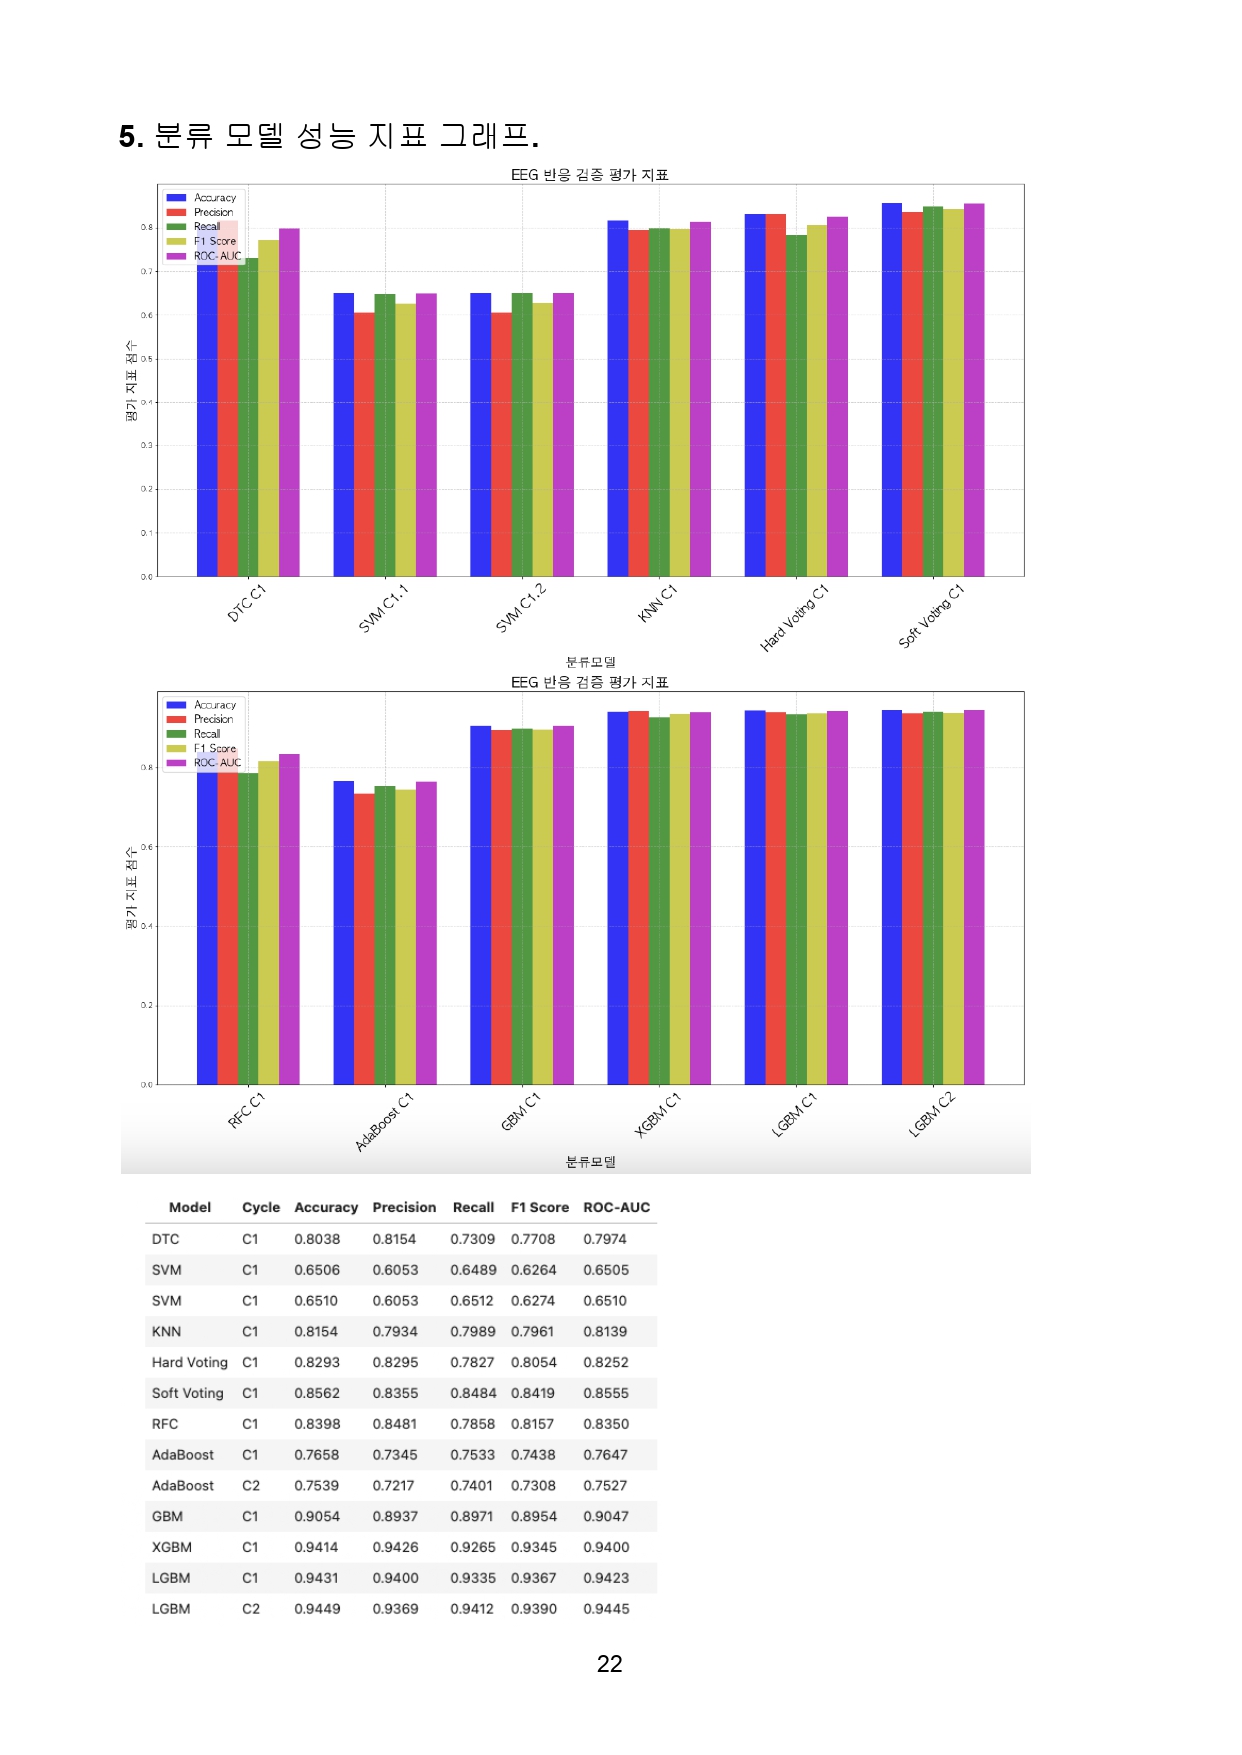 5. 분류 모델 성능 지표 그래프.
EEG 반응 검증 평가 지표
Accuracy
Precision
Recall
F1 Score
ROC-AUC
평가 지표 점수
0.8
0.7
0.6
0.5
0.4
0.3
0.2
0.1
0.0
DTC C1
SVM C1.1
SVM C1.2
KNN C1
Hard Voting C1
Soft Voting C1
분류모델
EEG 반응 검증 평가 지표
Accuracy
Precision
Recall
F1 Score
ROC-AUC
평가 지표 점수
0.8
0.6
0.4
0.2
0.0
RFC C1
AdaBoost C1
GBM C1
XGBM C1
LGBM C1
LGBM C2
분류모델
Model Cycle Accuracy Precision Recall F1 Score ROC-AUC
DTC C1 0.8038 0.8154 0.7309 0.7708 0.7974
SVM C1 0.6506 0.6053 0.6489 0.6264 0.6505
SVM C1 0.6510 0.6053 0.6512 0.6274 0.6510
KNN C1 0.8154 0.7934 0.7989 0.7961 0.8139
Hard Voting C1 0.8293 0.8295 0.7827 0.8054 0.8252
Soft Voting C1 0.8562 0.8355 0.8484 0.8419 0.8555
RFC C1 0.8398 0.8481 0.7858 0.8157 0.8350
AdaBoost C1 0.7658 0.7345 0.7533 0.7438 0.7647
AdaBoost C2 0.7539 0.7217 0.7401 0.7308 0.7527
GBM C1 0.9054 0.8937 0.8971 0.8954 0.9047
XGBM C1 0.9414 0.9426 0.9265 0.9345 0.9400
LGBM C1 0.9431 0.9400 0.9335 0.9367 0.9423
LGBM C2 0.9449 0.9369 0.9412 0.9390 0.9445
22